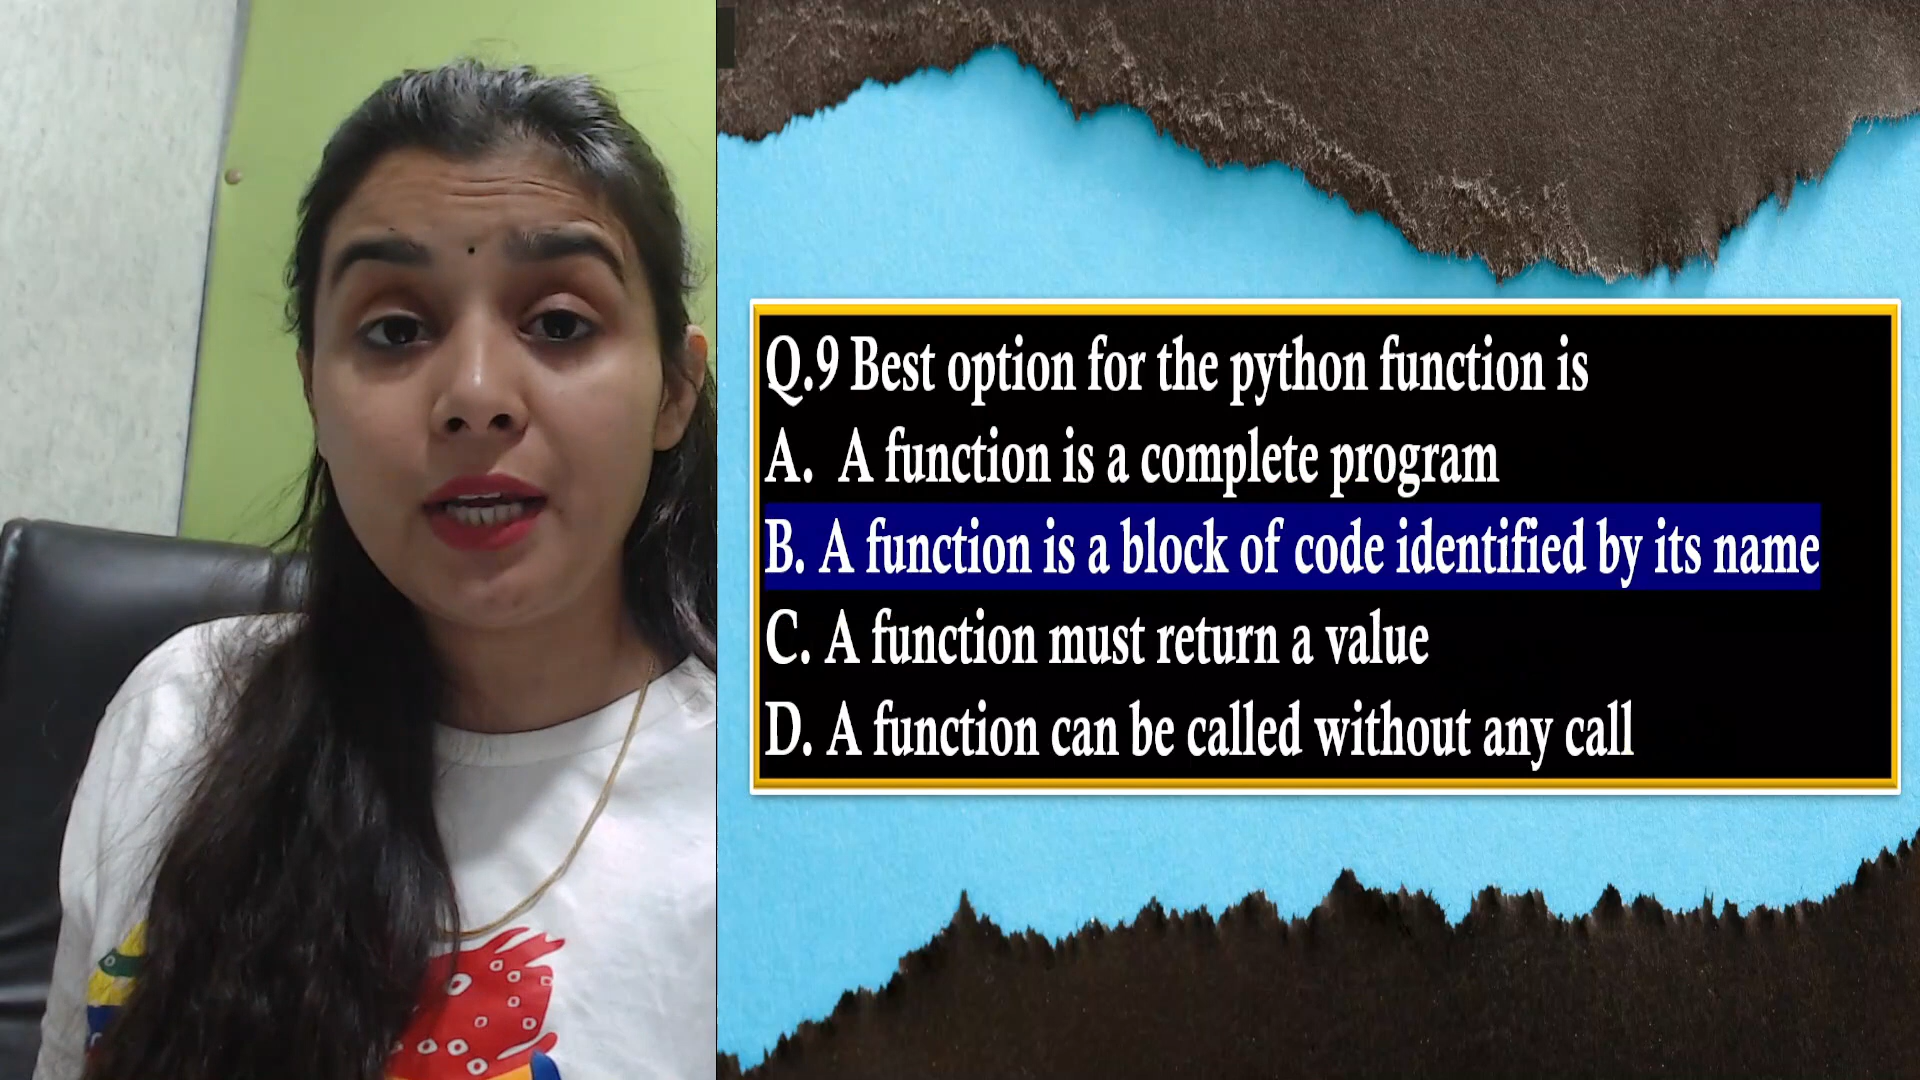 Q.9 Best option for the python function is
A. A function is a complete program
B. A function is a block of code identified by its name
C. A function must return a value
D. A function can be called without any call